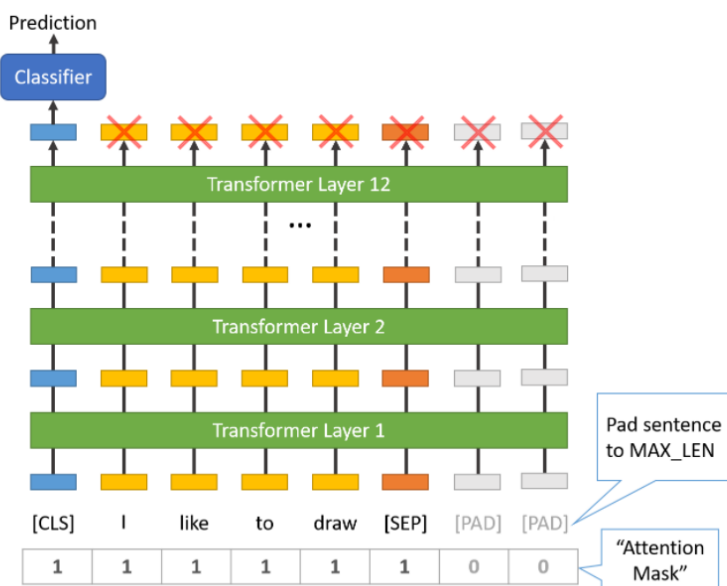 Prediction
Classifier
Transformer Layer 12
...
Transformer Layer 2
Transformer Layer 1
Pad sentence
to MAX_LEN
[CLS] I like to draw [SEP] [PAD] [PAD]
1 1 1 1 1 1 0 0
“Attention
Mask”